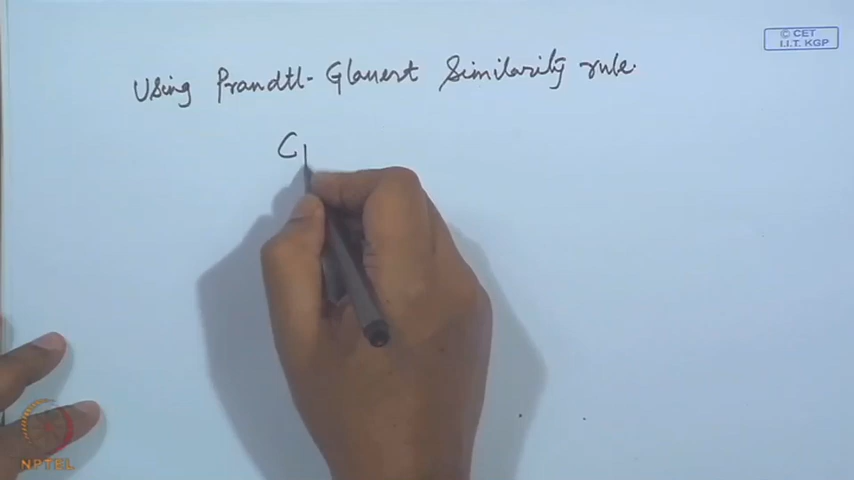 © CET
I.I.T. KGP
Using Prandtl-Glauert Similarity rule.
C
NPTEL